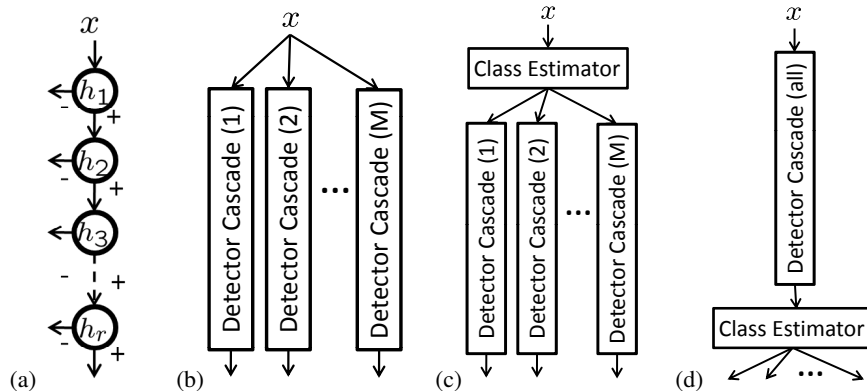 x
h1
-
+
h2
-
+
h3
-
+
hr
-
+
(a)
x
Detector Cascade (1)
Detector Cascade (2)
...
Detector Cascade (M)
(b)
x
Class Estimator
Detector Cascade (1)
Detector Cascade (2)
...
Detector Cascade (M)
(c)
x
Detector Cascade (all)
Class Estimator
...
(d)